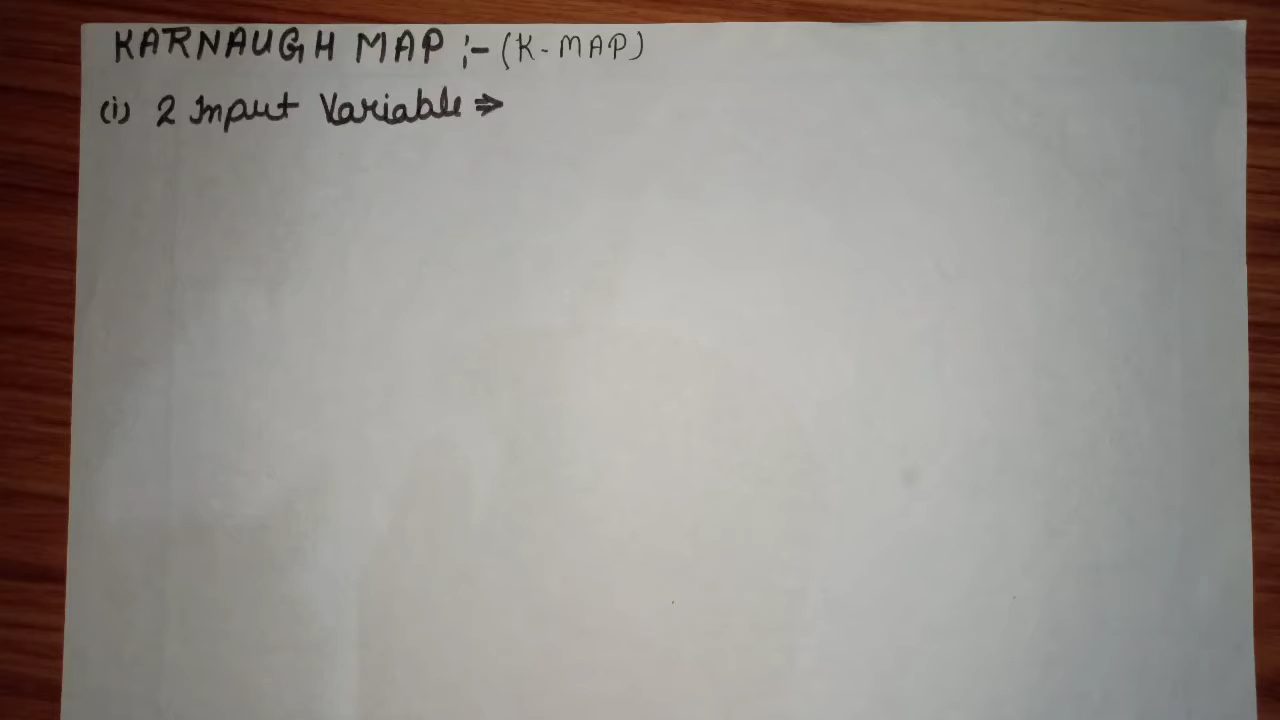 KARNAUGH MAP :- (K-MAP)
(i) 2 Input Variable ⇒